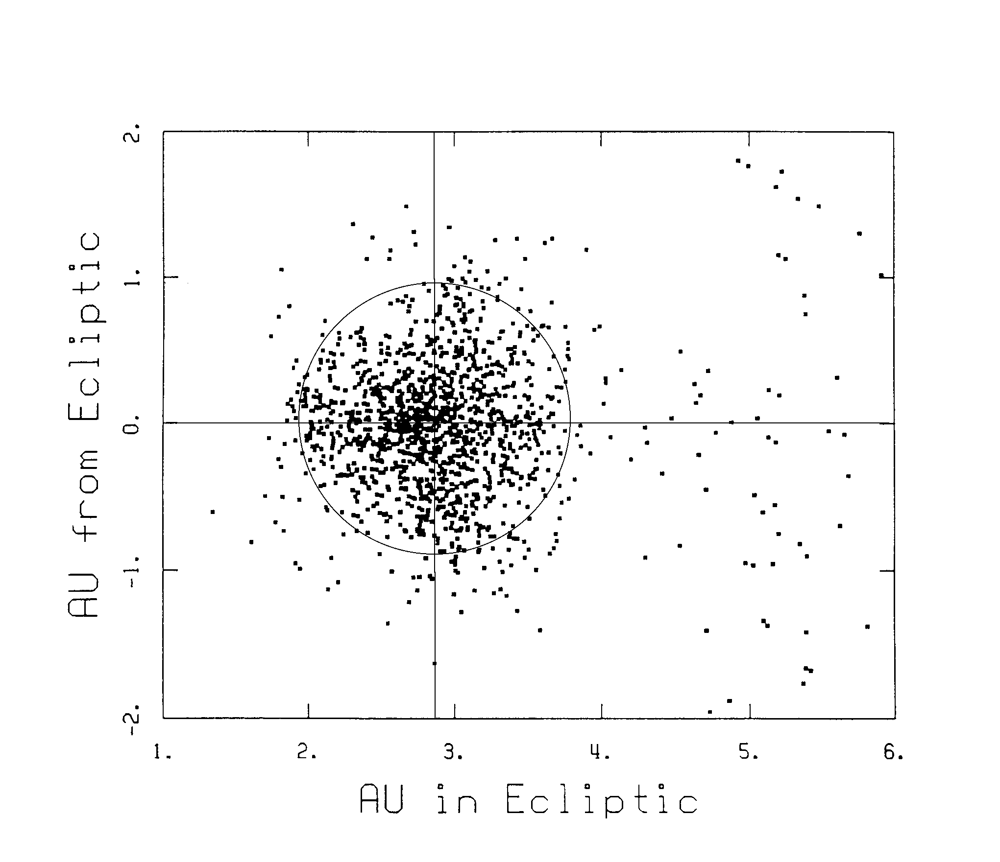 AU from Ecliptic
2.
1.
0.
-1.
-2.
1. 2. 3. 4. 5. 6.
AU in Ecliptic